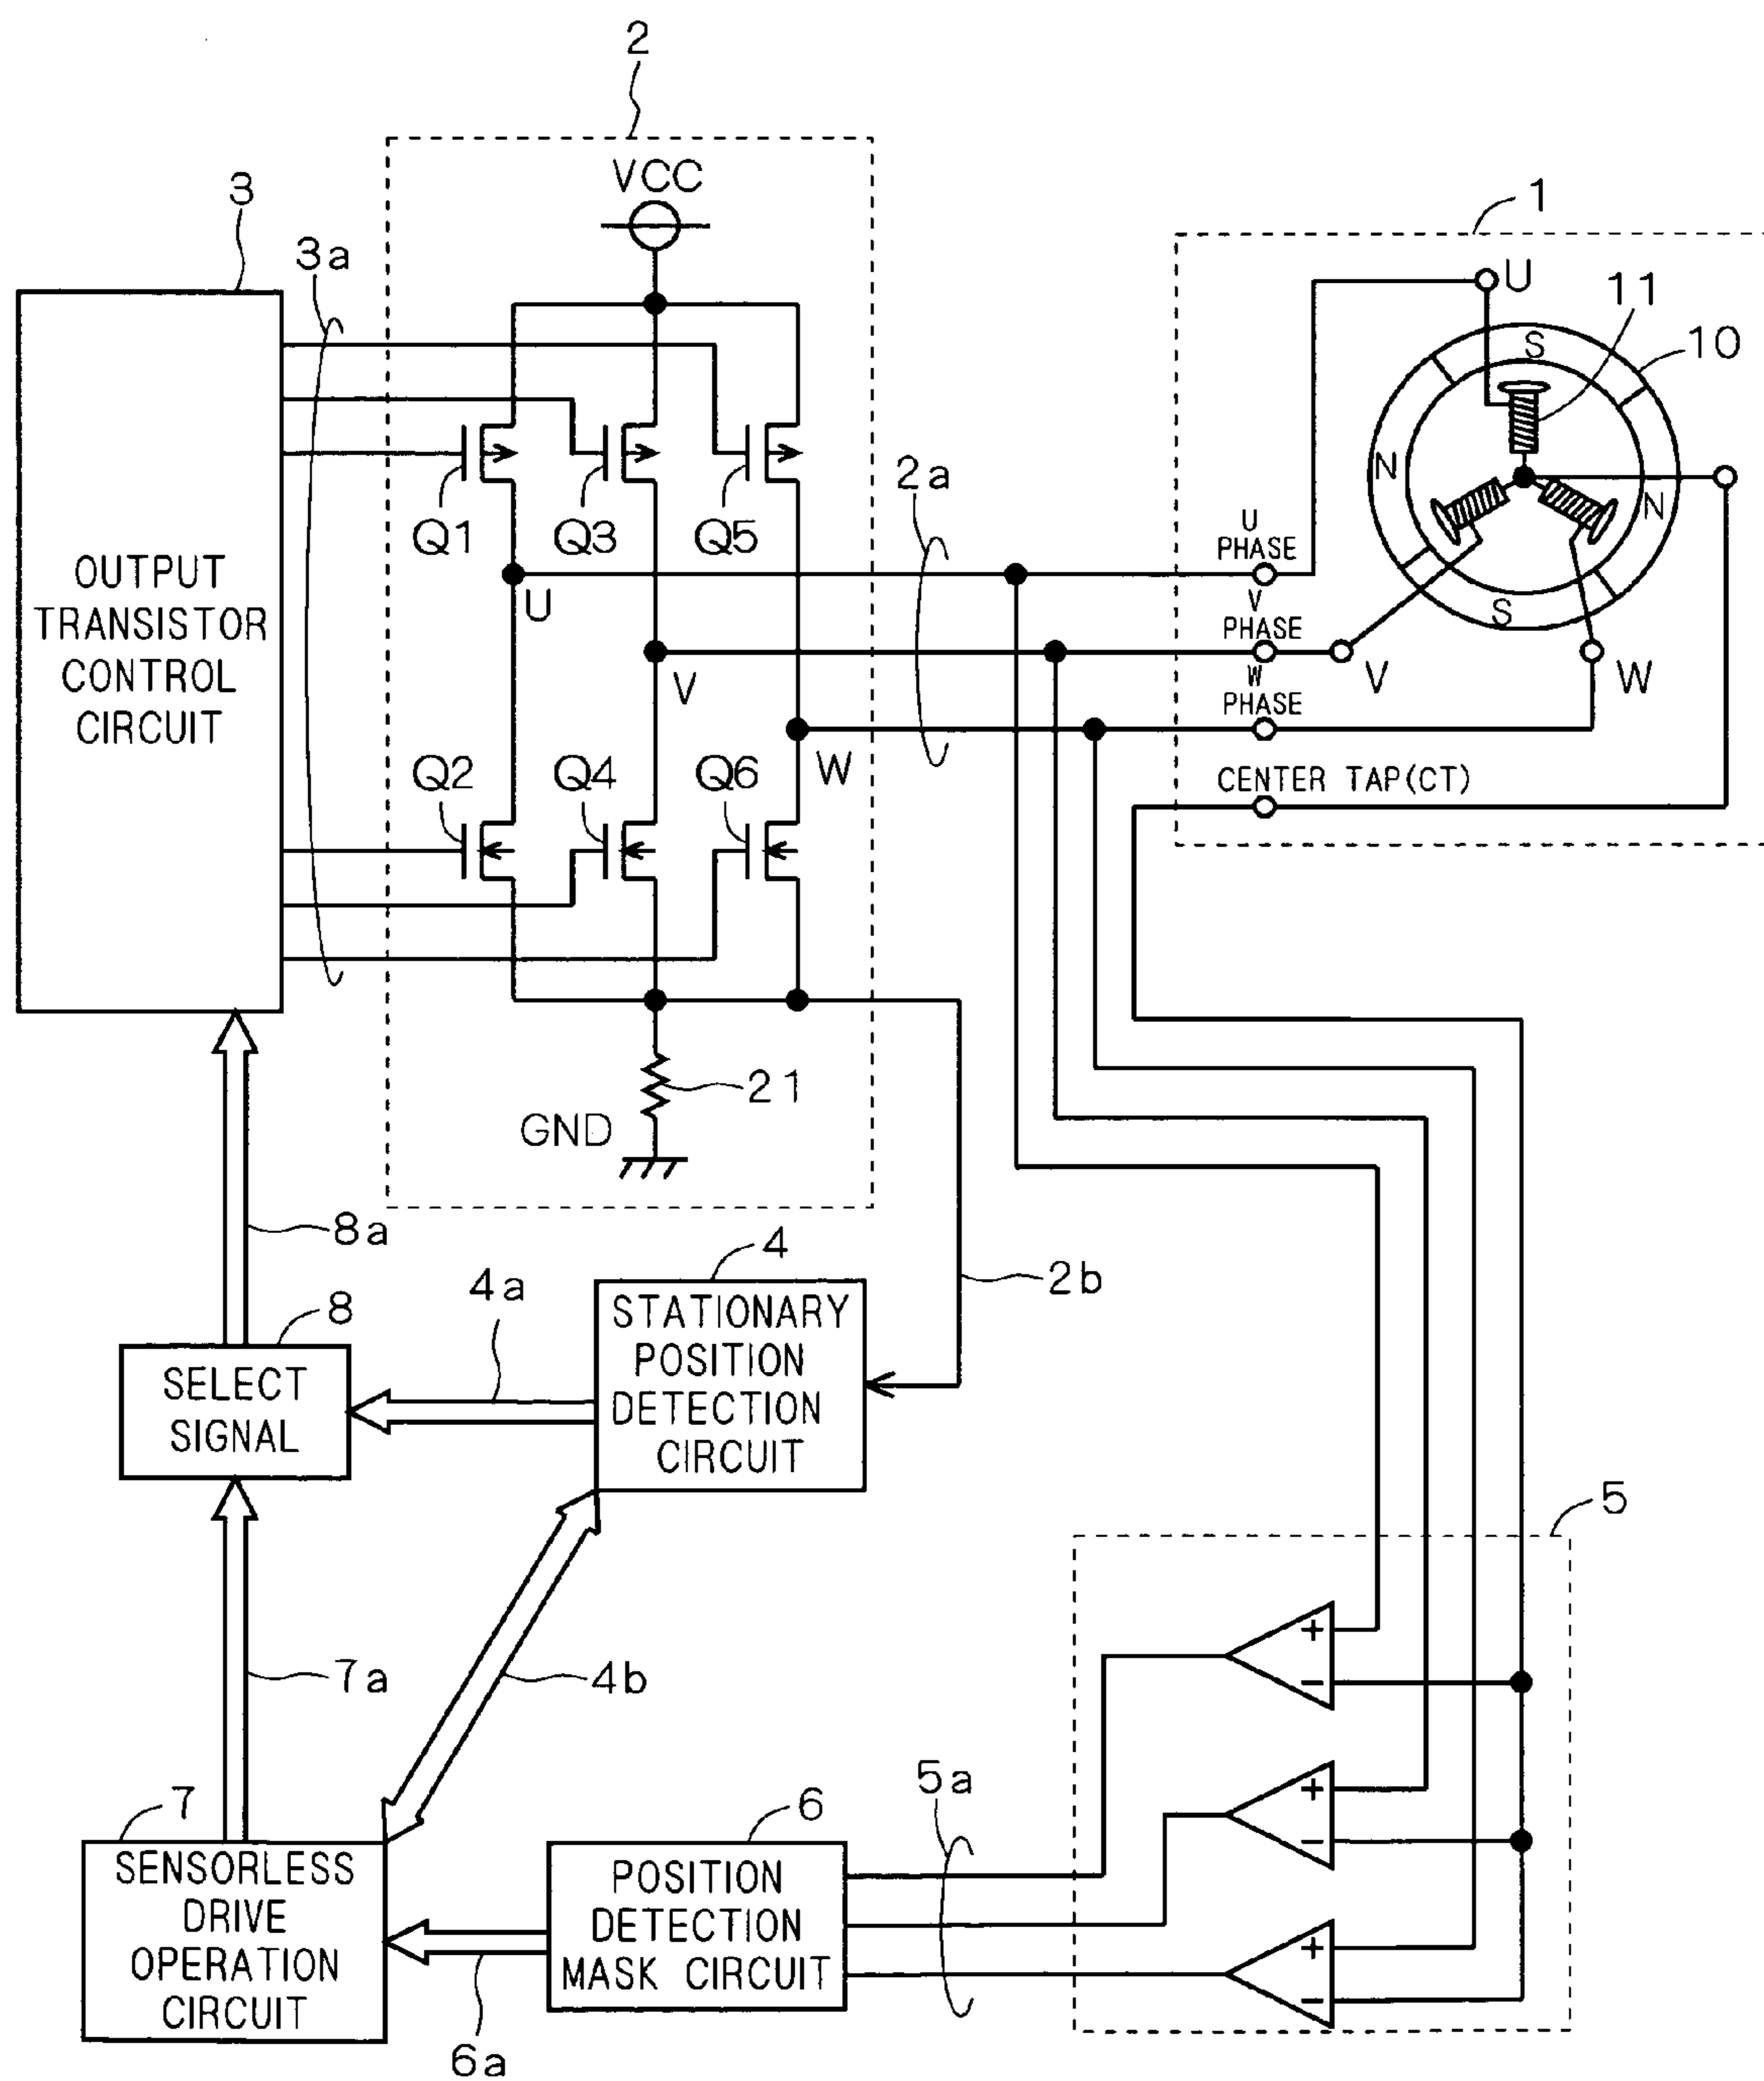 2
VCC
3
3a
1
U
11
S
10
N
N
S
2a
Q1
Q3
Q5
U
PHASE
V
PHASE
W
PHASE
U
V
W
V
W
OUTPUT
TRANSISTOR
CONTROL
CIRCUIT
Q2
Q4
Q6
CENTER TAP(CT)
21
GND
8a
4
2b
4a
8
STATIONARY
POSITION
DETECTION
CIRCUIT
SELECT
SIGNAL
5
+
−
7a
4b
+
−
5a
7
6
SENSORLESS
DRIVE
OPERATION
CIRCUIT
POSITION
DETECTION
MASK CIRCUIT
+
−
6a